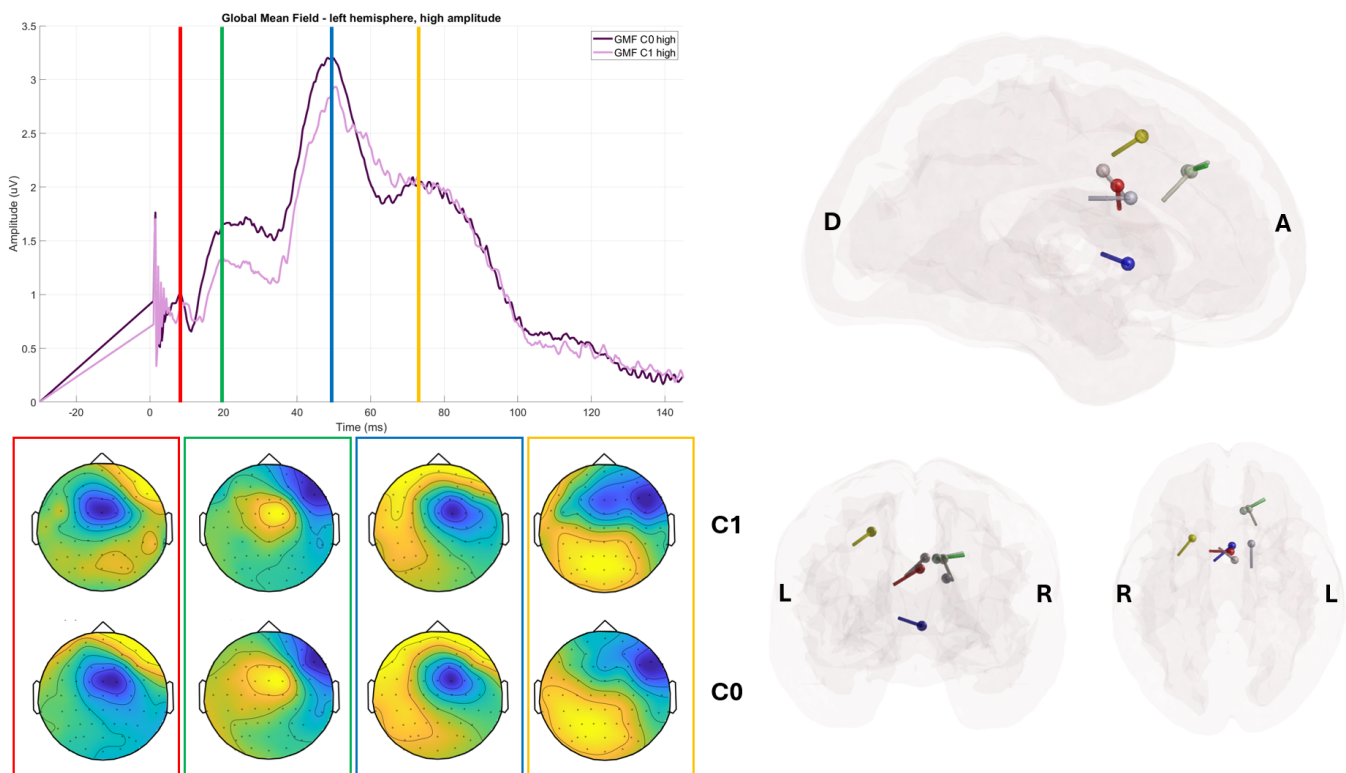 Global Mean Field - left hemisphere, high amplitude
GMF C0 high
GMF C1 high
3.5
3
2.5
2
1.5
1
0.5
0
Amplitude (uV)
-20 0 20 40 60 80 100 120 140
Time (ms)
D A
C1
C0
L R R L